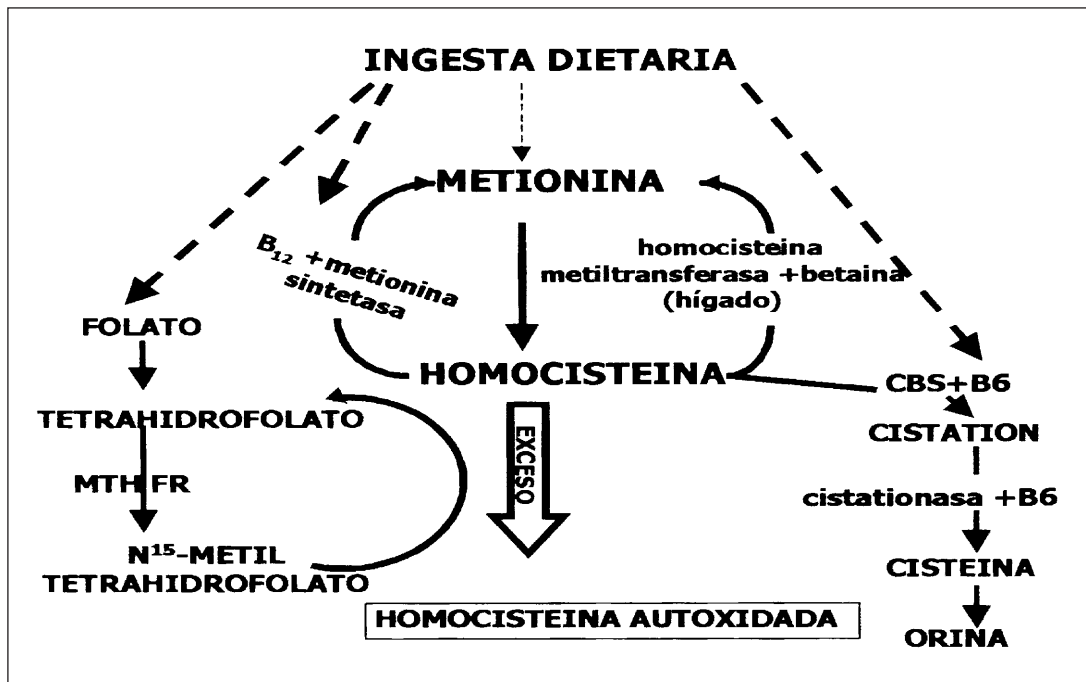 INGESTA DIETARIA
METIONINA
B₁₂ +metionina
sintetasa
homocisteina
metiltransferasa +betaina
(hígado)
FOLATO
HOMOCISTEINA
CBS+B6
TETRAHIDROFOLATO
CISTATION
EXCESO
MTHFR
cistationasa +B6
N¹⁵-METIL
TETRAHIDROFOLATO
CISTEINA
HOMOCISTEINA AUTOXIDADA
ORINA